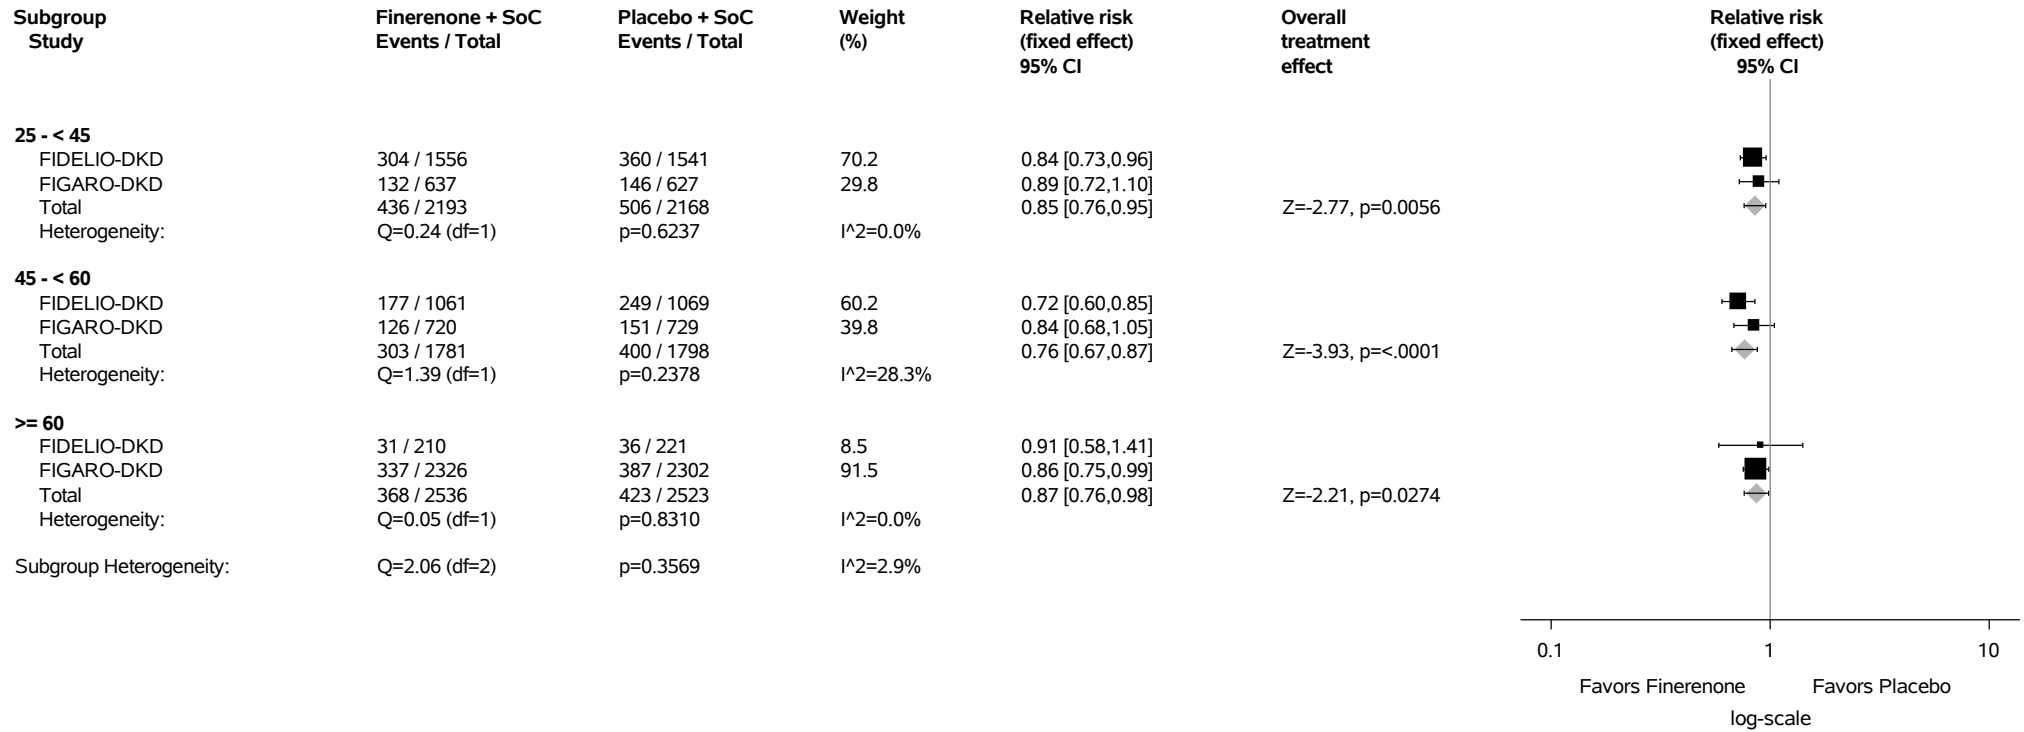 Subgroup Finerenone + SoC Placebo + SoC Weight Relative risk Overall Relative risk
Study Events / Total Events / Total (%) (fixed effect) treatment (fixed effect)
95% CI effect 95% CI
25 - < 45
FIDELIO-DKD 304 / 1556 360 / 1541 70.2 0.84 [0.73,0.96]
FIGARO-DKD 132 / 637 146 / 627 29.8 0.89 [0.72,1.10]
Total 436 / 2193 506 / 2168 0.85 [0.76,0.95] Z=-2.77, p=0.0056
Heterogeneity: Q=0.24 (df=1) p=0.6237 I^2=0.0%
45 - < 60
FIDELIO-DKD 177 / 1061 249 / 1069 60.2 0.72 [0.60,0.85]
FIGARO-DKD 126 / 720 151 / 729 39.8 0.84 [0.68,1.05]
Total 303 / 1781 400 / 1798 0.76 [0.67,0.87] Z=-3.93, p=<.0001
Heterogeneity: Q=1.39 (df=1) p=0.2378 I^2=28.3%
>= 60
FIDELIO-DKD 31 / 210 36 / 221 8.5 0.91 [0.58,1.41]
FIGARO-DKD 337 / 2326 387 / 2302 91.5 0.86 [0.75,0.99]
Total 368 / 2536 423 / 2523 0.87 [0.76,0.98] Z=-2.21, p=0.0274
Heterogeneity: Q=0.05 (df=1) p=0.8310 I^2=0.0%
Subgroup Heterogeneity: Q=2.06 (df=2) p=0.3569 I^2=2.9%
0.1 1 10
Favors Finerenone Favors Placebo
log-scale